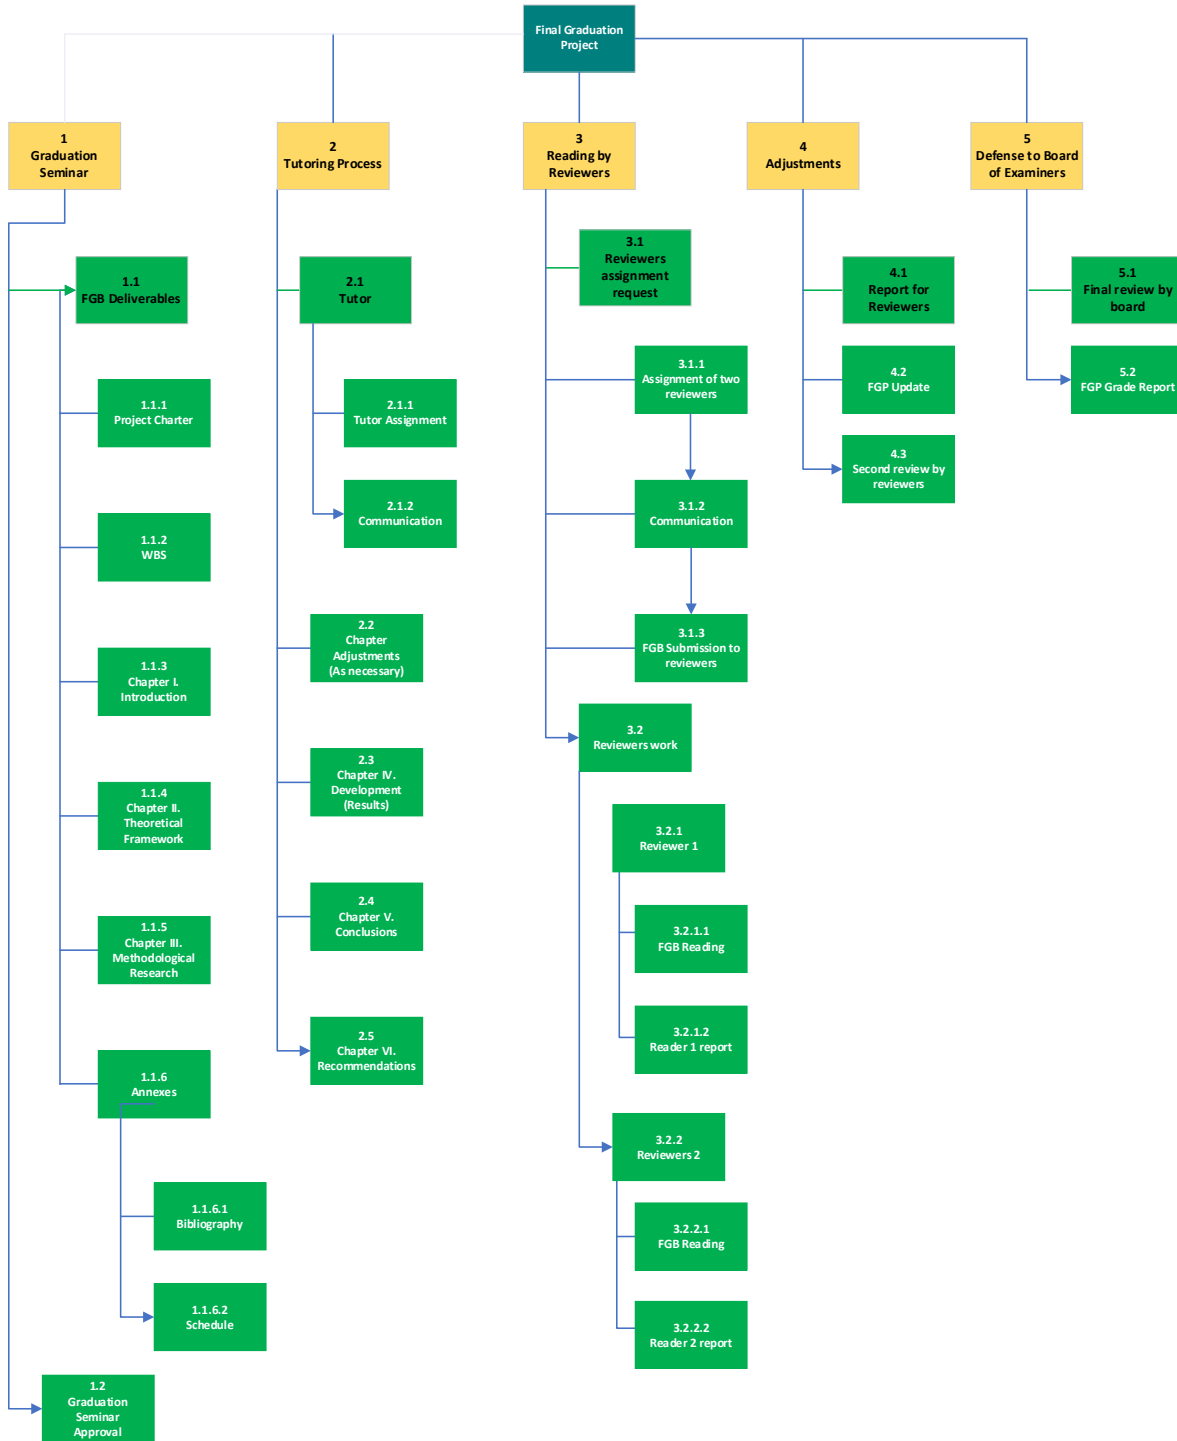 Final Graduation
Project
1
Graduation
Seminar
2
Tutoring Process
3
Reading by
Reviewers
4
Adjustments
5
Defense to Board
of Examiners
1.1
FGB Deliverables
1.1.1
Project Charter
1.1.2
WBS
1.1.3
Chapter I.
Introduction
1.1.4
Chapter II.
Theoretical
Framework
1.1.5
Chapter III.
Methodological
Research
1.1.6
Annexes
1.1.6.1
Bibliography
1.1.6.2
Schedule
1.2
Graduation
Seminar
Approval
2.1
Tutor
2.1.1
Tutor Assignment
2.1.2
Communication
2.2
Chapter
Adjustments
(As necessary)
2.3
Chapter IV.
Development
(Results)
2.4
Chapter V.
Conclusions
2.5
Chapter VI.
Recommendations
3.1
Reviewers
assignment
request
3.1.1
Assignment of two
reviewers
3.1.2
Communication
3.1.3
FGB Submission to
reviewers
3.2
Reviewers work
3.2.1
Reviewer 1
3.2.1.1
FGB Reading
3.2.1.2
Reader 1 report
3.2.2
Reviewers 2
3.2.2.1
FGB Reading
3.2.2.2
Reader 2 report
4.1
Report for
Reviewers
4.2
FGP Update
4.3
Second review by
reviewers
5.1
Final review by
board
5.2
FGP Grade Report